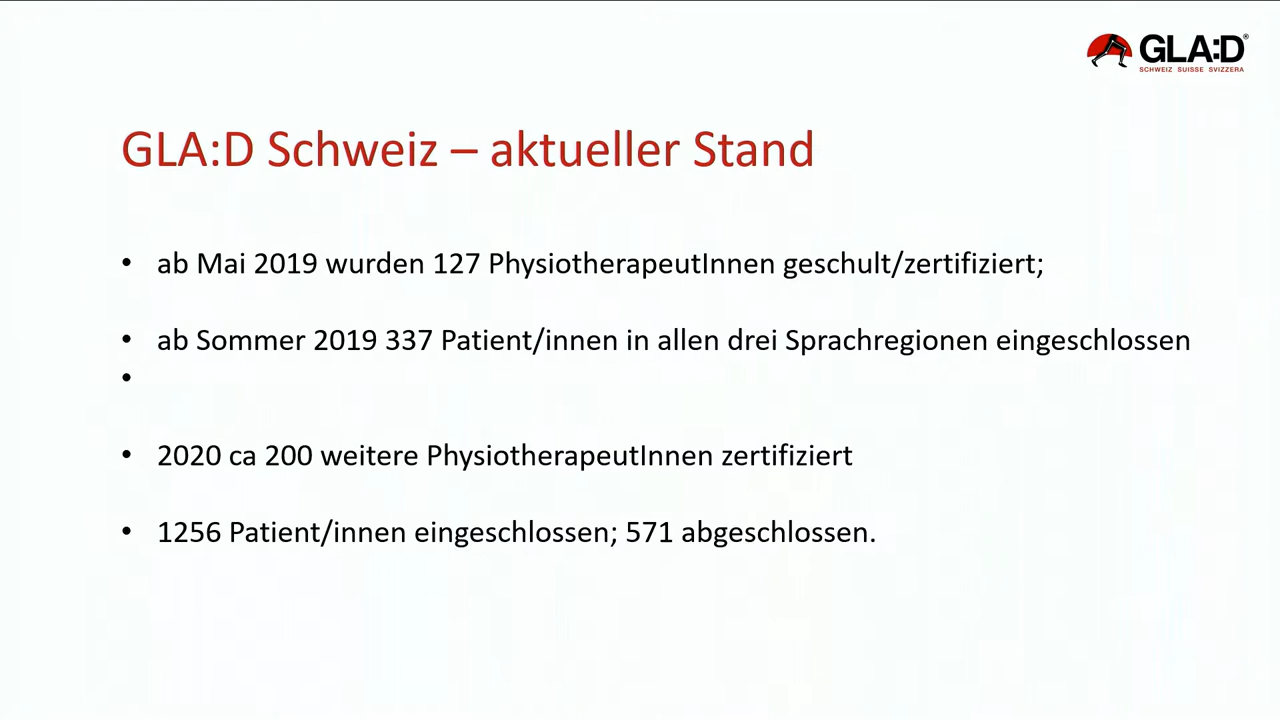 GLA:D®
SCHWEIZ SUISSE SVIZZERA
GLA:D Schweiz – aktueller Stand
• ab Mai 2019 wurden 127 PhysiotherapeutInnen geschult/zertifiziert;
• ab Sommer 2019 337 Patient/innen in allen drei Sprachregionen eingeschlossen
•
• 2020 ca 200 weitere PhysiotherapeutInnen zertifiziert
• 1256 Patient/innen eingeschlossen; 571 abgeschlossen.